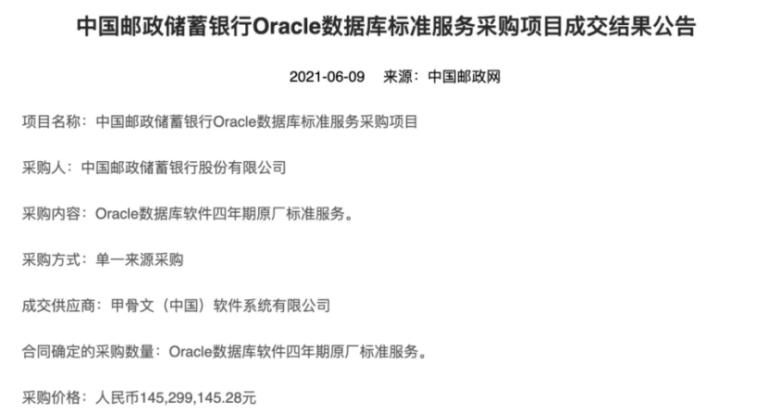 中国邮政储蓄银行Oracle数据库标准服务采购项目成交结果公告
2021-06-09 来源：中国邮政网
项目名称：中国邮政储蓄银行Oracle数据库标准服务采购项目
采购人：中国邮政储蓄银行股份有限公司
采购内容：Oracle数据库软件四年期原厂标准服务。
采购方式：单一来源采购
成交供应商：甲骨文（中国）软件系统有限公司
合同确定的采购数量：Oracle数据库软件四年期原厂标准服务。
采购价格：人民币145,299,145.28元